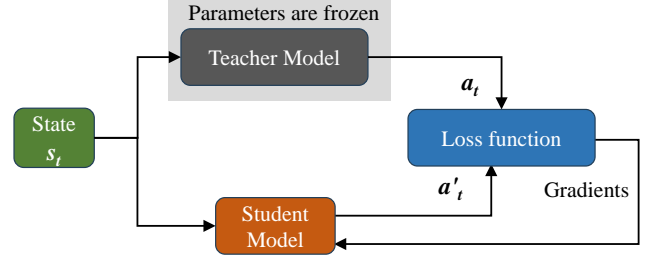 Parameters are frozen
Teacher Model
a_t
State
s_t
Loss function
a'_t
Gradients
Student
Model